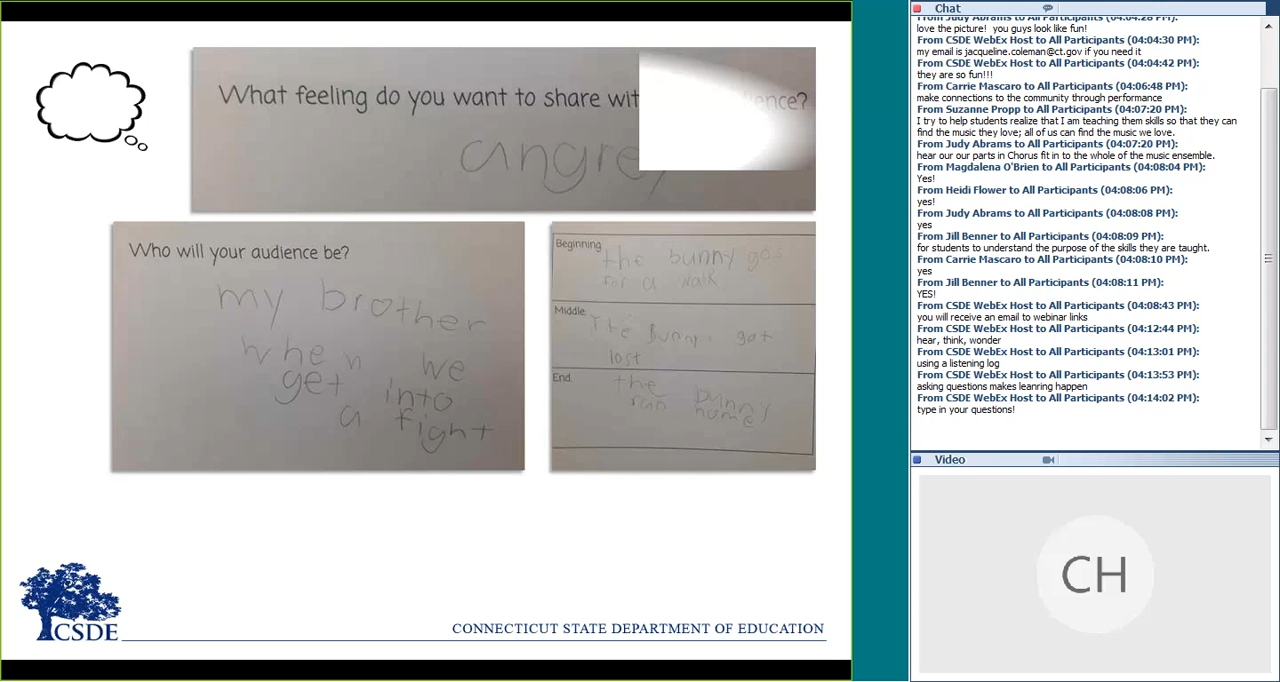 What feeling do you want to share wit ence?
angrey
Who will your audience be?
my brother
when we
get into
a fight
Beginning
the bunny gos
for a walk
Middle
The Bunny got
lost
End
the bunny
ran home
CSDE
CONNECTICUT STATE DEPARTMENT OF EDUCATION
Chat
From Judy Abrams to All Participants (04:04:28 PM):
love the picture! you guys look like fun!
From CSDE WebEx Host to All Participants (04:04:30 PM):
my email is jacqueline.coleman@ct.gov if you need it
From CSDE WebEx Host to All Participants (04:04:42 PM):
they are so fun!!!
From Carrie Mascaro to All Participants (04:06:48 PM):
make connections to the community through performance
From Suzanne Propp to All Participants (04:07:20 PM):
I try to help students realize that I am teaching them skills so that they can
find the music they love; all of us can find the music we love.
From Judy Abrams to All Participants (04:07:20 PM):
hear our our parts in Chorus fit in to the whole of the music ensemble.
From Magdalena O'Brien to All Participants (04:08:04 PM):
Yes!
From Heidi Flower to All Participants (04:08:06 PM):
yes!
From Judy Abrams to All Participants (04:08:08 PM):
yes
From Jill Benner to All Participants (04:08:09 PM):
for students to understand the purpose of the skills they are taught.
From Carrie Mascaro to All Participants (04:08:10 PM):
yes
From Jill Benner to All Participants (04:08:11 PM):
YES!
From CSDE WebEx Host to All Participants (04:08:43 PM):
you will receive an email to webinar links
From CSDE WebEx Host to All Participants (04:12:44 PM):
hear, think, wonder
From CSDE WebEx Host to All Participants (04:13:01 PM):
using a listening log
From CSDE WebEx Host to All Participants (04:13:53 PM):
asking questions makes leanring happen
From CSDE WebEx Host to All Participants (04:14:02 PM):
type in your questions!
Video
CH